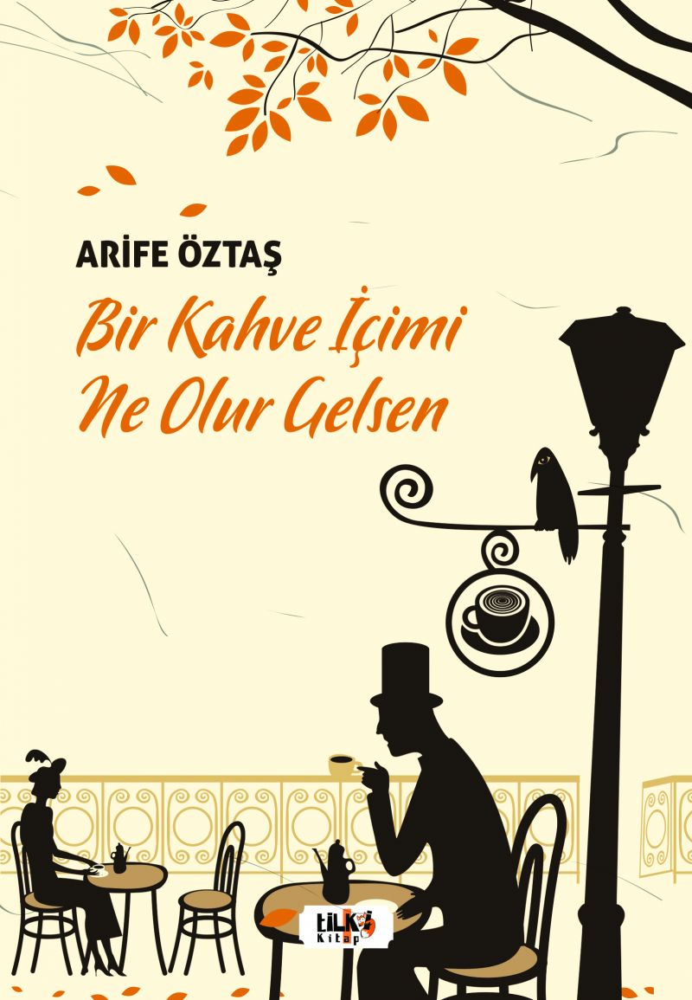 ARİFE ÖZTAŞ
Bir Kahve İçimi
Ne Olur Gelsen
tiLKi
Kitap